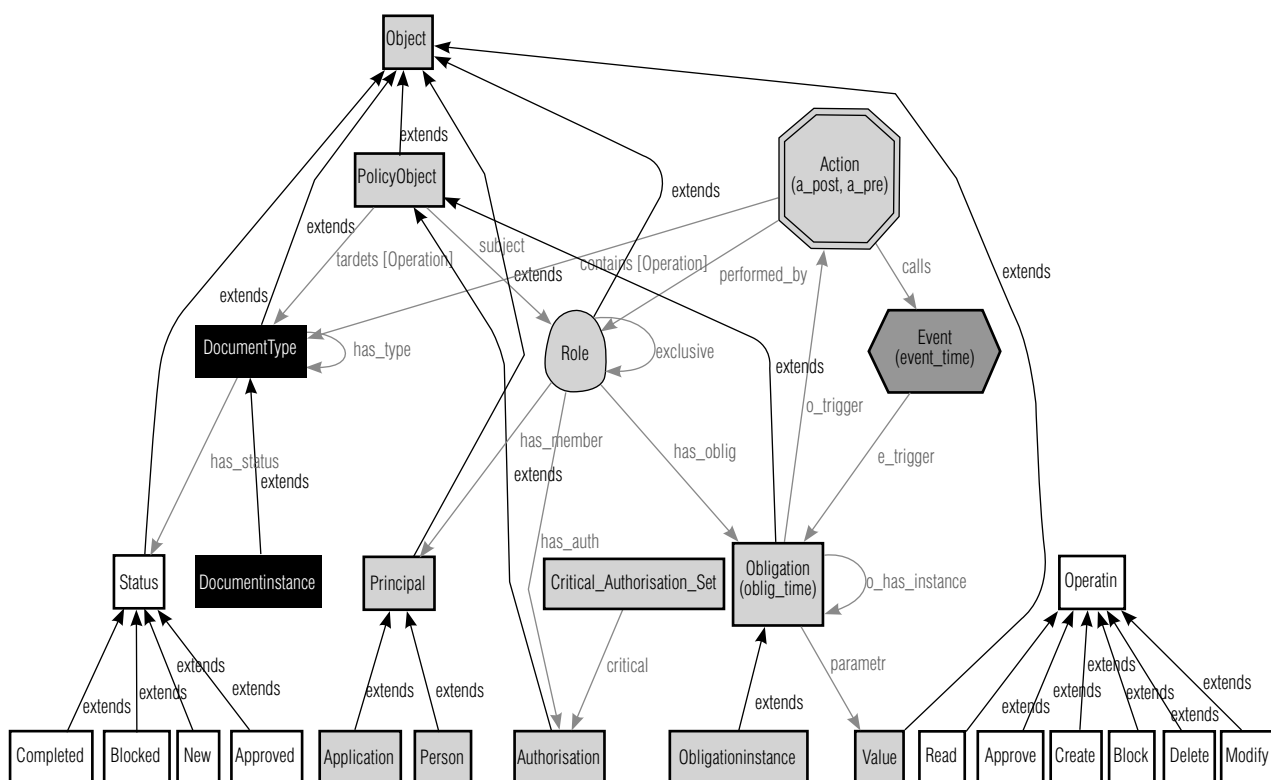 Object
extends
Action
(a_post, a_pre)
PolicyObject
extends
extends
subject
tardets [Operation]
extends
contains [Operation]
performed_by
calls
extends
extends
DocumentType
has_type
Role
exclusive
Event
(event_time)
extends
o_trigger
has_member
has_oblig
has_status
extends
extends
e_trigger
has_auth
Status
Documentinstance
Principal
Critical_Authorisation_Set
Obligation
(oblig_time)
o_has_instance
Operatin
critical
parametr
extends
extends
extends
extends
extends
extends
extends
extends
extends
extends
extends
extends
extends
Completed
Blocked
New
Approved
Application
Person
Authorisation
Obligationinstance
Value
Read
Approve
Create
Block
Delete
Modify